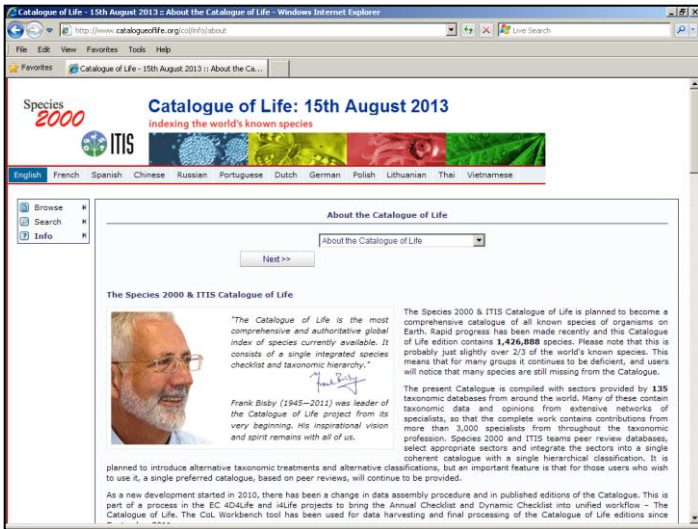 Catalogue of Life - 15th August 2013 :: About the Catalogue of Life - Windows Internet Explorer
http://www.catalogueoflife.org/col/info/about
Live Search
File Edit View Favorites Tools Help
Favorites
Catalogue of Life - 15th August 2013 :: About the Ca...
Species
2000
ITIS
Catalogue of Life: 15th August 2013
indexing the world's known species
English French Spanish Chinese Russian Portuguese Dutch German Polish Lithuanian Thai Vietnamese
Browse
Search
Info
About the Catalogue of Life
About the Catalogue of Life
Next >>
The Species 2000 & ITIS Catalogue of Life
"The Catalogue of Life is the most
comprehensive and authoritative global
index of species currently available. It
consists of a single integrated species
checklist and taxonomic hierarchy."
Frank Bisby
Frank Bisby (1945—2011) was leader of
the Catalogue of Life project from its
very beginning. His inspirational vision
and spirit remains with all of us.
The Species 2000 & ITIS Catalogue of Life is planned to become a
comprehensive catalogue of all known species of organisms on
Earth. Rapid progress has been made recently and this Catalogue
of Life edition contains 1,426,888 species. Please note that this is
probably just slightly over 2/3 of the world's known species. This
means that for many groups it continues to be deficient, and users
will notice that many species are still missing from the Catalogue.
The present Catalogue is compiled with sectors provided by 135
taxonomic databases from around the world. Many of these contain
taxonomic data and opinions from extensive networks of
specialists, so that the complete work contains contributions from
more than 3,000 specialists from throughout the taxonomic
profession. Species 2000 and ITIS teams peer review databases,
select appropriate sectors and integrate the sectors into a single
coherent catalogue with a single hierarchical classification. It is
planned to introduce alternative taxonomic treatments and alternative classifications, but an important feature is that for those users who wish
to use it, a single preferred catalogue, based on peer reviews, will continue to be provided.
As a new development started in 2010, there has been a change in data assembly procedure and in published editions of the Catalogue. This is
part of a process in the EC 4D4Life and i4Life projects to bring the Annual Checklist and Dynamic Checklist into unified workflow – The
Catalogue of Life. The CoL Workbench tool has been used for data harvesting and final processing of the Catalogue of Life editions since